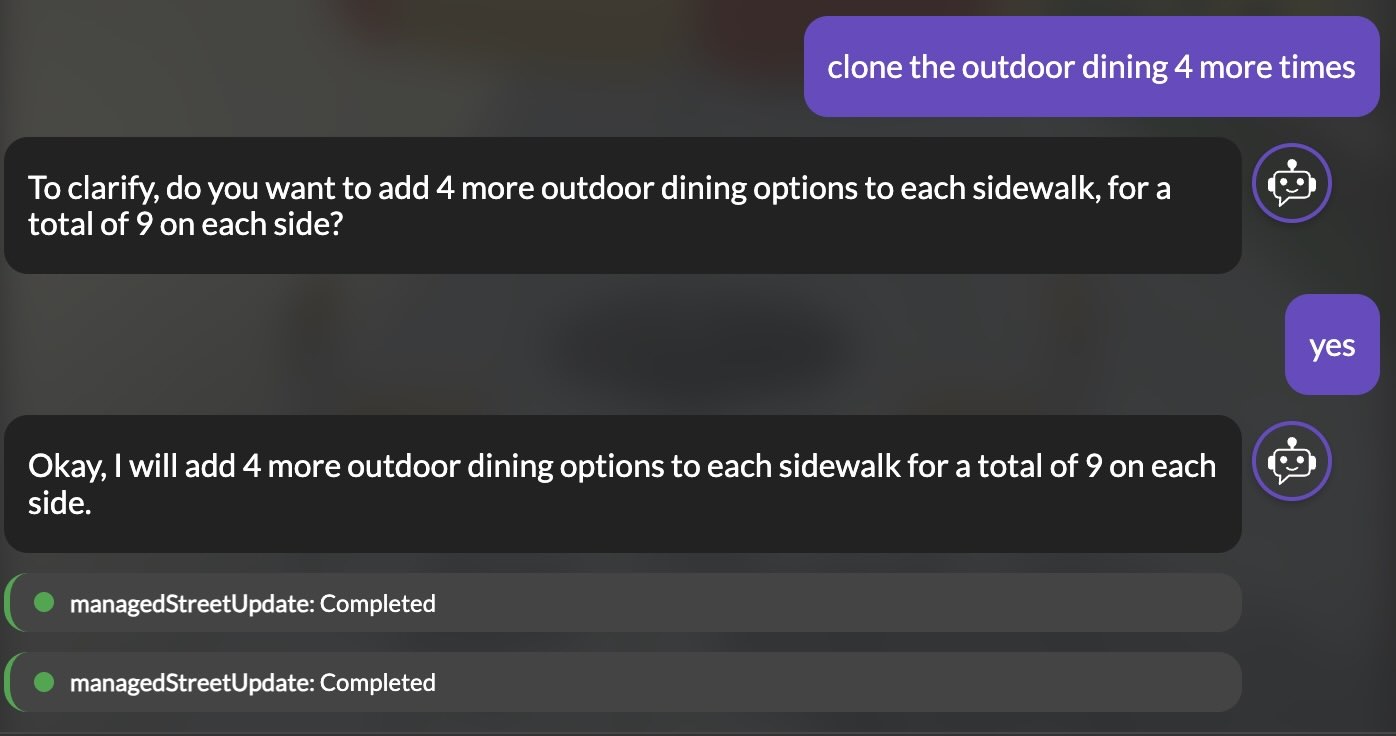 clone the outdoor dining 4 more times
To clarify, do you want to add 4 more outdoor dining options to each sidewalk, for a
total of 9 on each side?
yes
Okay, I will add 4 more outdoor dining options to each sidewalk for a total of 9 on each
side.
managedStreetUpdate: Completed
managedStreetUpdate: Completed